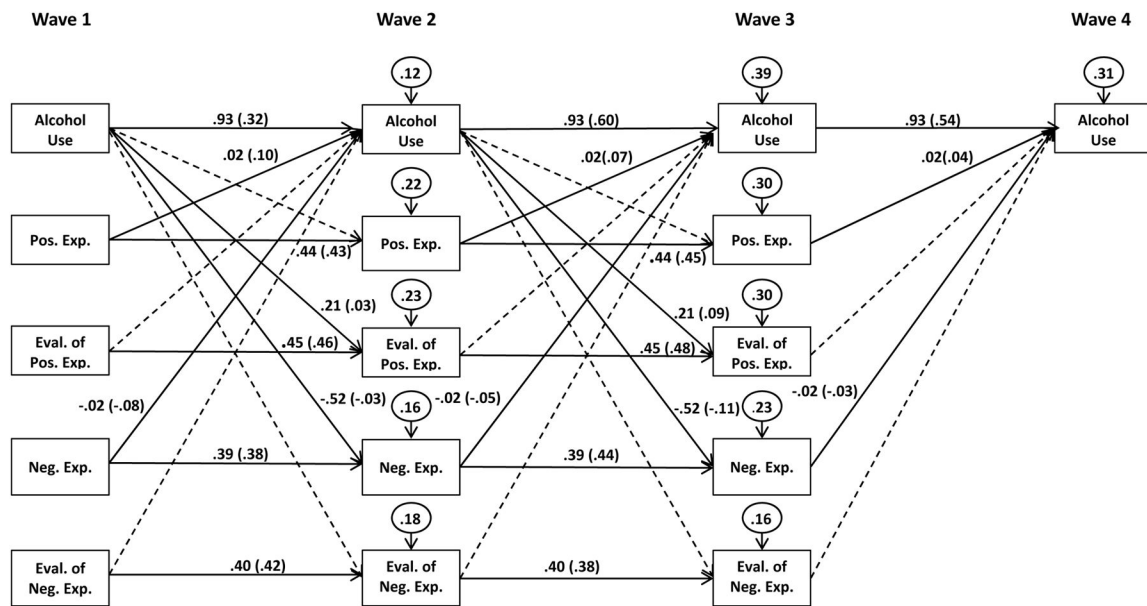 Wave 1
Wave 2
Wave 3
Wave 4
.12
.39
.31
Alcohol
Use
.93 (.32)
Alcohol
Use
.93 (.60)
Alcohol
Use
.93 (.54)
Alcohol
Use
.02 (.10)
.02(.07)
.02(.04)
.22
.30
Pos. Exp.
.44 (.43)
Pos. Exp.
.44 (.45)
Pos. Exp.
.23
.30
.21 (.03)
.21 (.09)
Eval. of
Pos. Exp.
.45 (.46)
Eval. of
Pos. Exp.
.45 (.48)
Eval. of
Pos. Exp.
-.02 (-.08)
-.52 (-.03)
.16
-.02 (-.05)
-.52 (-.11)
.23
-.02 (-.03)
Neg. Exp.
.39 (.38)
Neg. Exp.
.39 (.44)
Neg. Exp.
.18
.16
Eval. of
Neg. Exp.
.40 (.42)
Eval. of
Neg. Exp.
.40 (.38)
Eval. of
Neg. Exp.